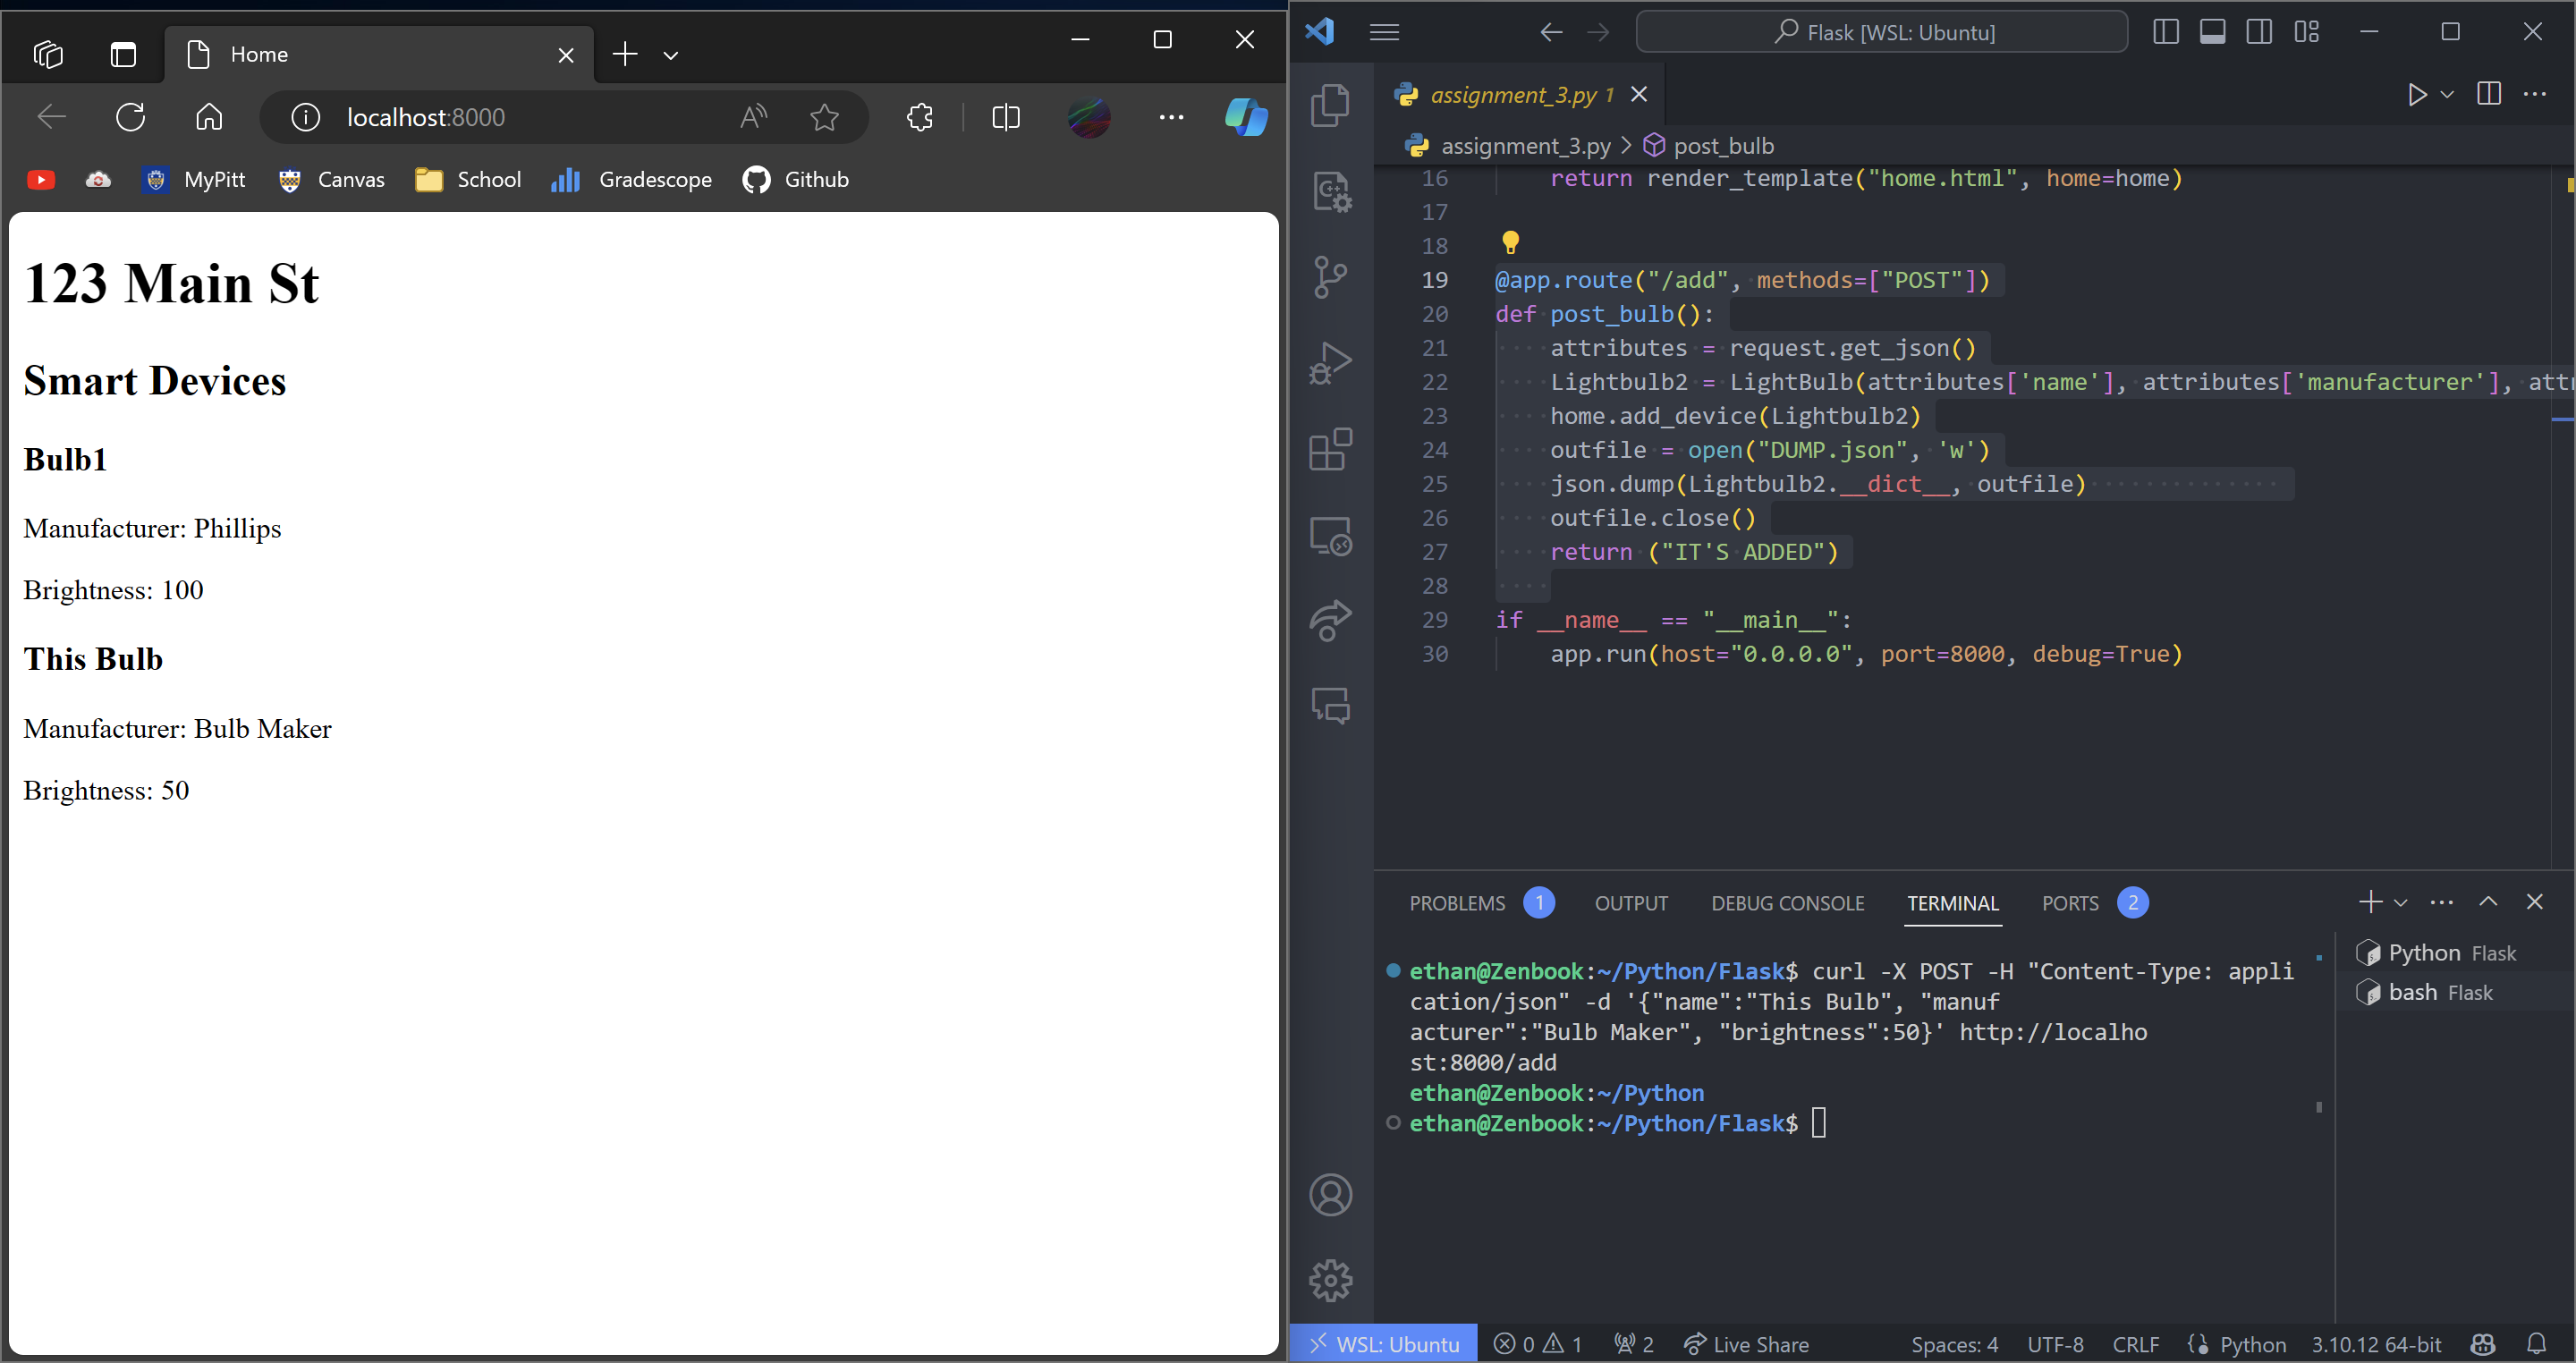 Home
localhost:8000
MyPitt Canvas School Gradescope Github
123 Main St
Smart Devices
Bulb1
Manufacturer: Phillips
Brightness: 100
This Bulb
Manufacturer: Bulb Maker
Brightness: 50
Flask [WSL: Ubuntu]
assignment_3.py 1
assignment_3.py > post_bulb
16 return render_template("home.html", home=home)
17
18
19 @app.route("/add", methods=["POST"])
20 def post_bulb():
21 attributes = request.get_json()
22 Lightbulb2 = LightBulb(attributes['name'], attributes['manufacturer'], att
23 home.add_device(Lightbulb2)
24 outfile = open("DUMP.json", 'w')
25 json.dump(Lightbulb2.__dict__, outfile)
26 outfile.close()
27 return ("IT'S ADDED")
28
29 if __name__ == "__main__":
30 app.run(host="0.0.0.0", port=8000, debug=True)
PROBLEMS 1 OUTPUT DEBUG CONSOLE TERMINAL PORTS 2
ethan@Zenbook:~/Python/Flask$ curl -X POST -H "Content-Type: appli
cation/json" -d '{"name":"This Bulb", "manuf
acturer":"Bulb Maker", "brightness":50}' http://localho
st:8000/add
ethan@Zenbook:~/Python
ethan@Zenbook:~/Python/Flask$
Python Flask
bash Flask
WSL: Ubuntu 0 1 2 Live Share Spaces: 4 UTF-8 CRLF Python 3.10.12 64-bit